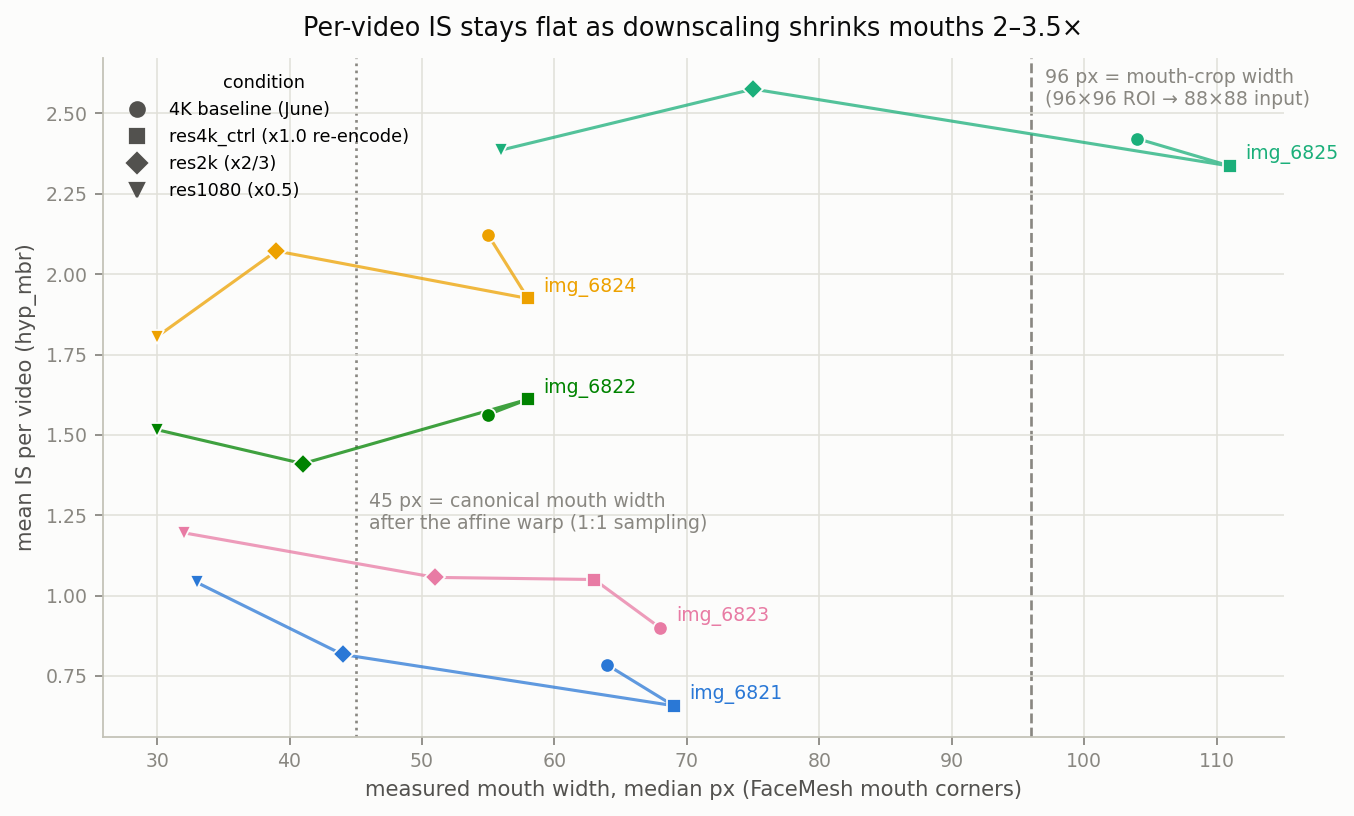 Per-video IS stays flat as downscaling shrinks mouths 2–3.5×
condition
4K baseline (June)
res4k_ctrl (x1.0 re-encode)
res2k (x2/3)
res1080 (x0.5)
96 px = mouth-crop width
(96×96 ROI → 88×88 input)
img_6825
img_6824
img_6822
45 px = canonical mouth width
after the affine warp (1:1 sampling)
img_6823
img_6821
mean IS per video (hyp_mbr)
2.50
2.25
2.00
1.75
1.50
1.25
1.00
0.75
30 40 50 60 70 80 90 100 110
measured mouth width, median px (FaceMesh mouth corners)